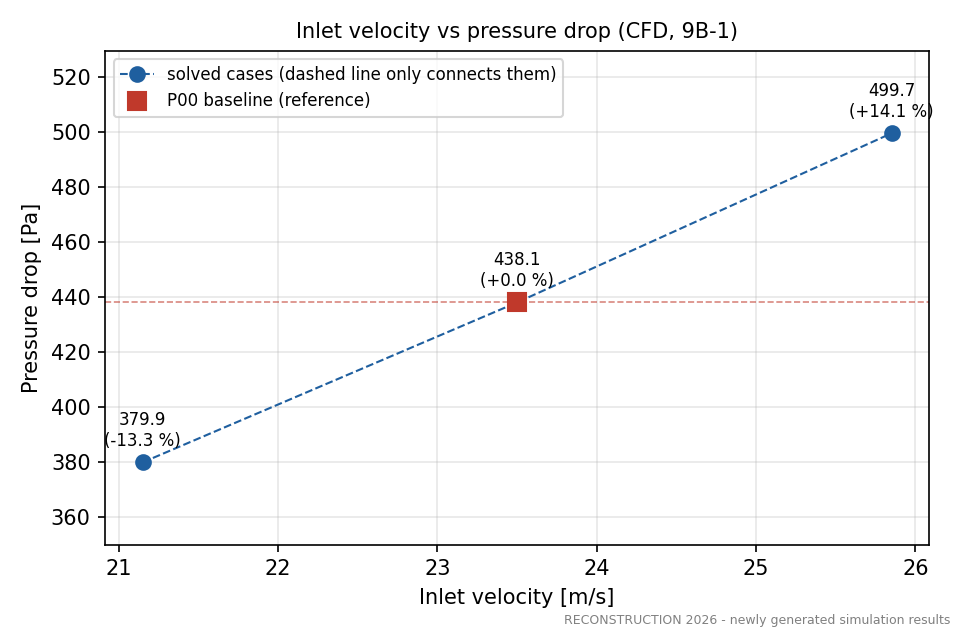 Inlet velocity vs pressure drop (CFD, 9B-1)
solved cases (dashed line only connects them)
P00 baseline (reference)
Pressure drop [Pa]
520
500
480
460
440
420
400
380
360
499.7
(+14.1 %)
438.1
(+0.0 %)
379.9
(-13.3 %)
21 22 23 24 25 26
Inlet velocity [m/s]
RECONSTRUCTION 2026 - newly generated simulation results